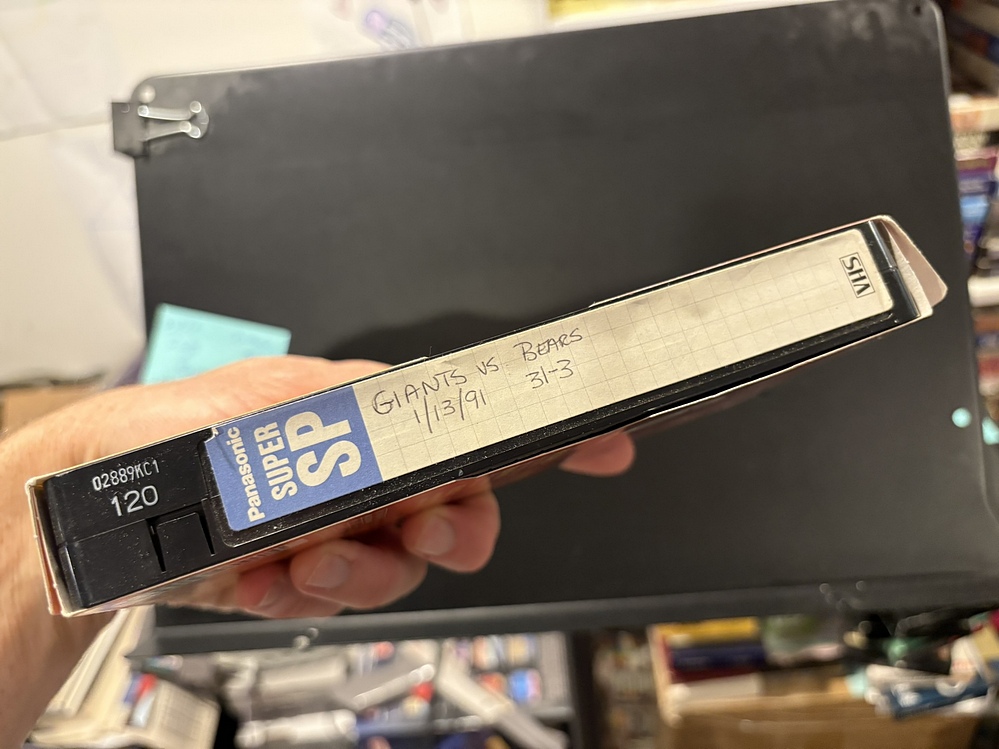 02889KC1
120
Panasonic
SUPER
SP
GIANTS VS BEARS
1/13/91 31-3
VHS